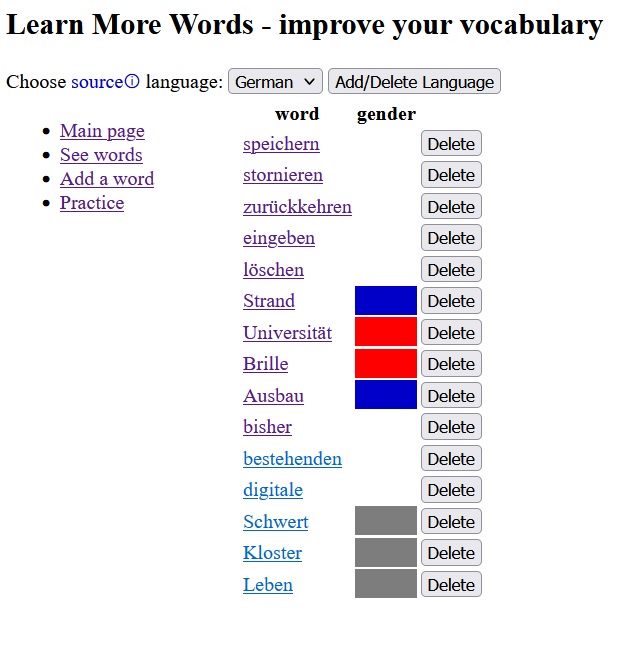 Learn More Words - improve your vocabulary
Choose sourceⓘ language: German Add/Delete Language
Main page
See words
Add a word
Practice
word gender
speichern Delete
stornieren Delete
zurückkehren Delete
eingeben Delete
löschen Delete
Strand Delete
Universität Delete
Brille Delete
Ausbau Delete
bisher Delete
bestehenden Delete
digitale Delete
Schwert Delete
Kloster Delete
Leben Delete